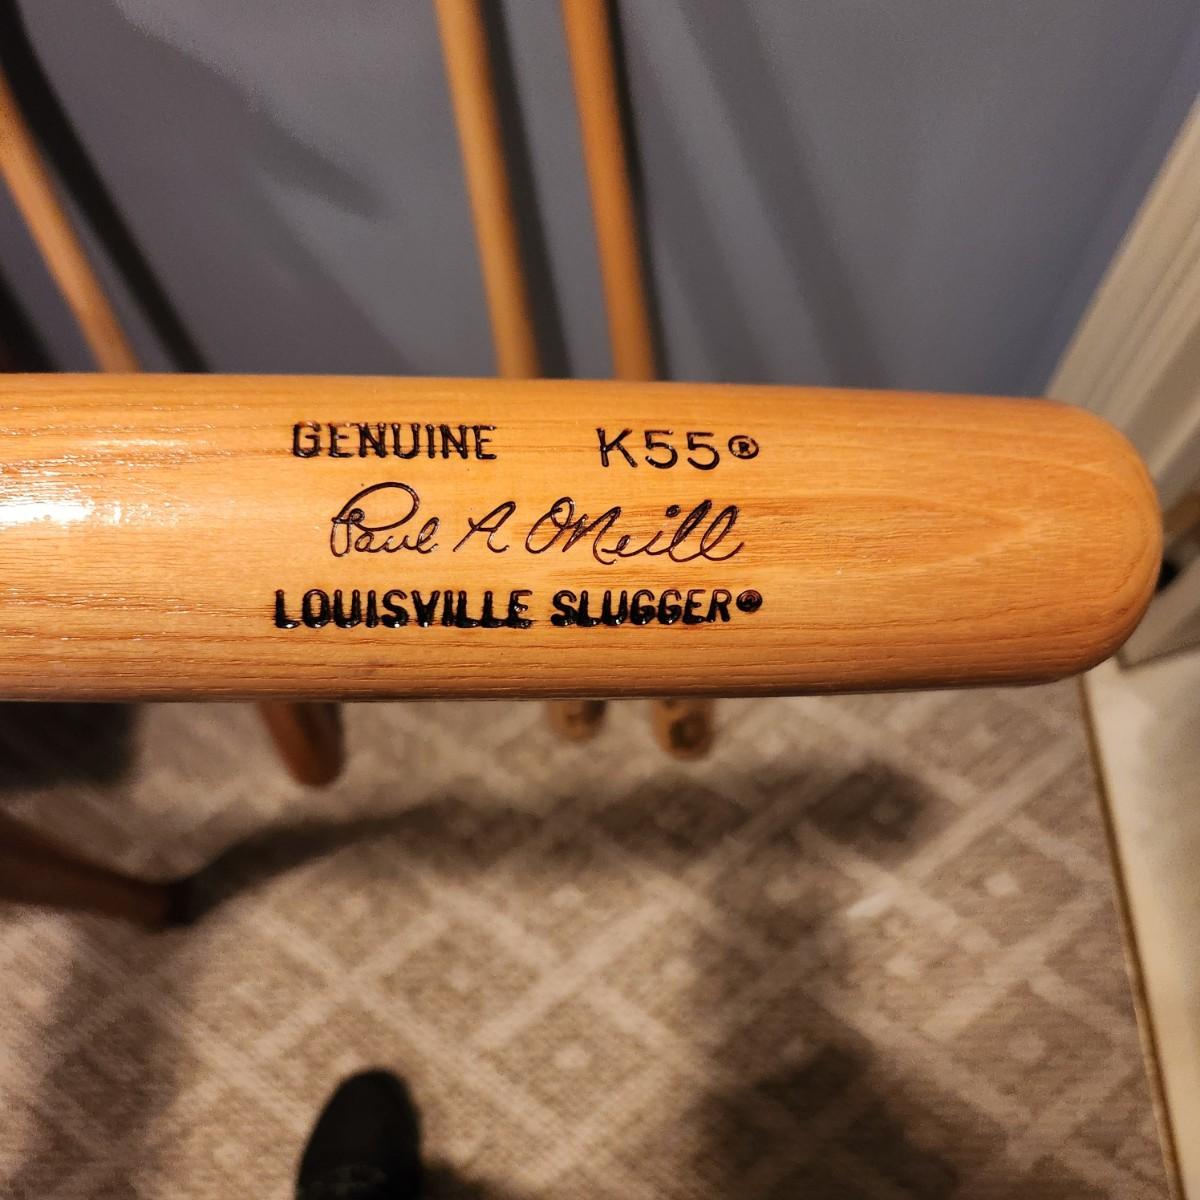 GENUINE K55®
Paul A O'Neill
LOUISVILLE SLUGGER®